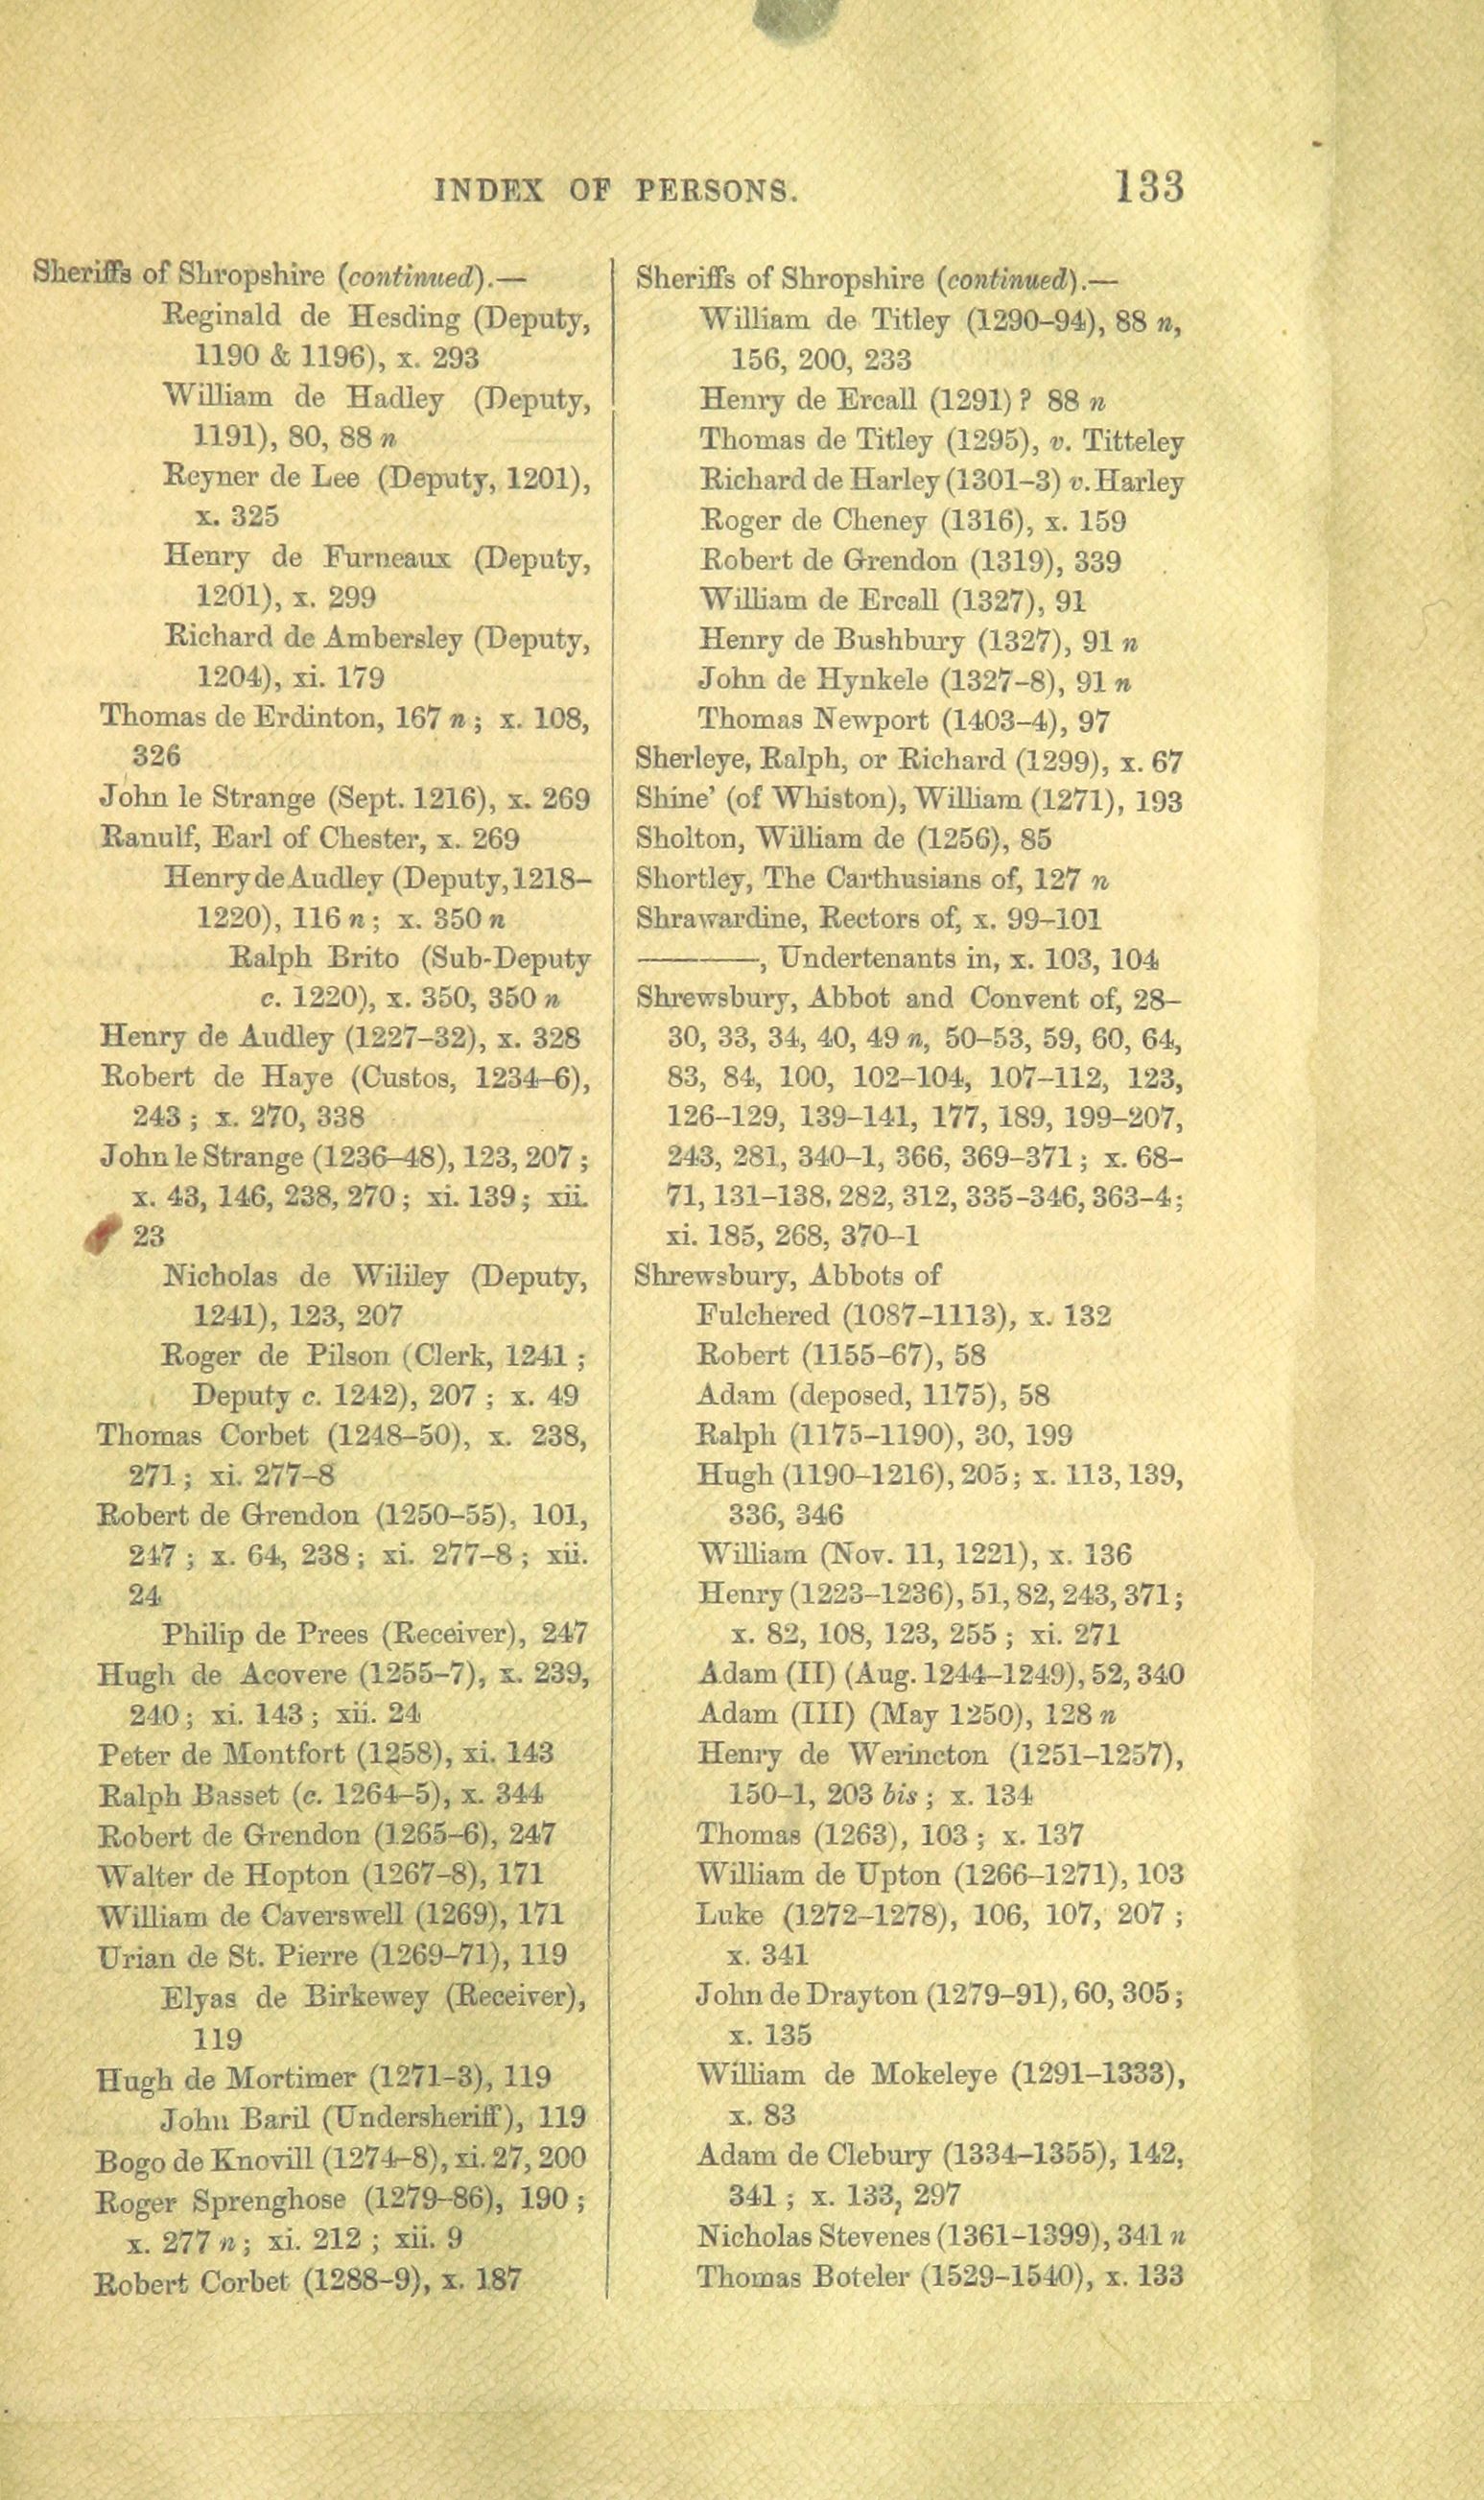 INDEX OF PERSONS. 133
Sheriffs of Shropshire (continued).—
Reginald de Hesding (Deputy,
1190 & 1196), x. 293
William de Hadley (Deputy,
1191), 80, 88 n
Reyner de Lee (Deputy, 1201),
x. 325
Henry de Furneaux (Deputy,
1201), x. 299
Richard de Ambersley (Deputy,
1204), xi. 179
Thomas de Erdinton, 167 n; x. 108,
326
John le Strange (Sept. 1216), x. 269
Ranulf, Earl of Chester, x. 269
Henry de Audley (Deputy, 1218–
1220), 116 n; x. 350 n
Ralph Brito (Sub-Deputy
c. 1220), x. 350, 350 n
Henry de Audley (1227–32), x. 328
Robert de Haye (Custos, 1234–6),
243; x. 270, 338
John le Strange (1236–48), 123, 207;
x. 43, 146, 238, 270; xi. 139; xii.
23
Nicholas de Wililey (Deputy,
1241), 123, 207
Roger de Pilson (Clerk, 1241;
Deputy c. 1242), 207; x. 49
Thomas Corbet (1248–50), x. 238,
271; xi. 277–8
Robert de Grendon (1250–55), 101,
247; x. 64, 238; xi. 277–8; xii.
24
Philip de Prees (Receiver), 247
Hugh de Acovere (1255–7), x. 239,
240; xi. 143; xii. 24
Peter de Montfort (1258), xi. 143
Ralph Basset (c. 1264–5), x. 344
Robert de Grendon (1265–6), 247
Walter de Hopton (1267–8), 171
William de Caverswell (1269), 171
Urian de St. Pierre (1269–71), 119
Elyas de Birkewey (Receiver),
119
Hugh de Mortimer (1271–3), 119
John Baril (Undersheriff), 119
Bogo de Knovill (1274–8), xi. 27, 200
Roger Sprenghose (1279–86), 190;
x. 277 n; xi. 212; xii. 9
Robert Corbet (1288–9), x. 187
Sheriffs of Shropshire (continued).—
William de Titley (1290–94), 88 n,
156, 200, 233
Henry de Ercall (1291)? 88 n
Thomas de Titley (1295), v. Titteley
Richard de Harley (1301–3) v. Harley
Roger de Cheney (1316), x. 159
Robert de Grendon (1319), 339
William de Ercall (1327), 91
Henry de Bushbury (1327), 91 n
John de Hynkele (1327–8), 91 n
Thomas Newport (1403–4), 97
Sherleye, Ralph, or Richard (1299), x. 67
Shine' (of Whiston), William (1271), 193
Sholton, William de (1256), 85
Shortley, The Carthusians of, 127 n
Shrawardine, Rectors of, x. 99–101
———, Undertenants in, x. 103, 104
Shrewsbury, Abbot and Convent of, 28–
30, 33, 34, 40, 49 n, 50–53, 59, 60, 64,
83, 84, 100, 102–104, 107–112, 123,
126–129, 139–141, 177, 189, 199–207,
243, 281, 340–1, 366, 369–371; x. 68–
71, 131–138, 282, 312, 335–346, 363–4;
xi. 185, 268, 370–1
Shrewsbury, Abbots of
Fulchered (1087–1113), x. 132
Robert (1155–67), 58
Adam (deposed, 1175), 58
Ralph (1175–1190), 30, 199
Hugh (1190–1216), 205; x. 113, 139,
336, 346
William (Nov. 11, 1221), x. 136
Henry (1223–1236), 51, 82, 243, 371;
x. 82, 108, 123, 255; xi. 271
Adam (II) (Aug. 1244–1249), 52, 340
Adam (III) (May 1250), 128 n
Henry de Werincton (1251–1257),
150–1, 203 bis; x. 134
Thomas (1263), 103; x. 137
William de Upton (1266–1271), 103
Luke (1272–1278), 106, 107, 207;
x. 341
John de Drayton (1279–91), 60, 305;
x. 135
William de Mokeleye (1291–1333),
x. 83
Adam de Clebury (1334–1355), 142,
341; x. 133, 297
Nicholas Stevenes (1361–1399), 341 n
Thomas Boteler (1529–1540), x. 133